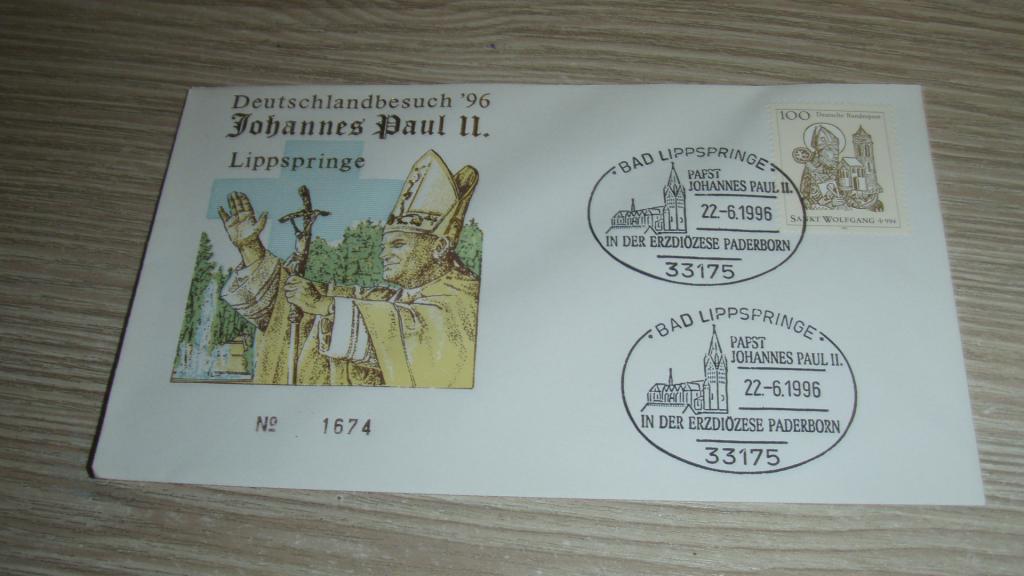 Deutschlandbesuch '96
Johannes Paul II.
Lippspringe
Nº 1674
100 Deutsche Bundespost
SANKT WOLFGANG † 994
BAD LIPPSPRINGE
PAPST
JOHANNES PAUL II.
22.-6.1996
IN DER ERZDIÖZESE PADERBORN
33175
BAD LIPPSPRINGE
PAPST
JOHANNES PAUL II.
22.-6.1996
IN DER ERZDIÖZESE PADERBORN
33175